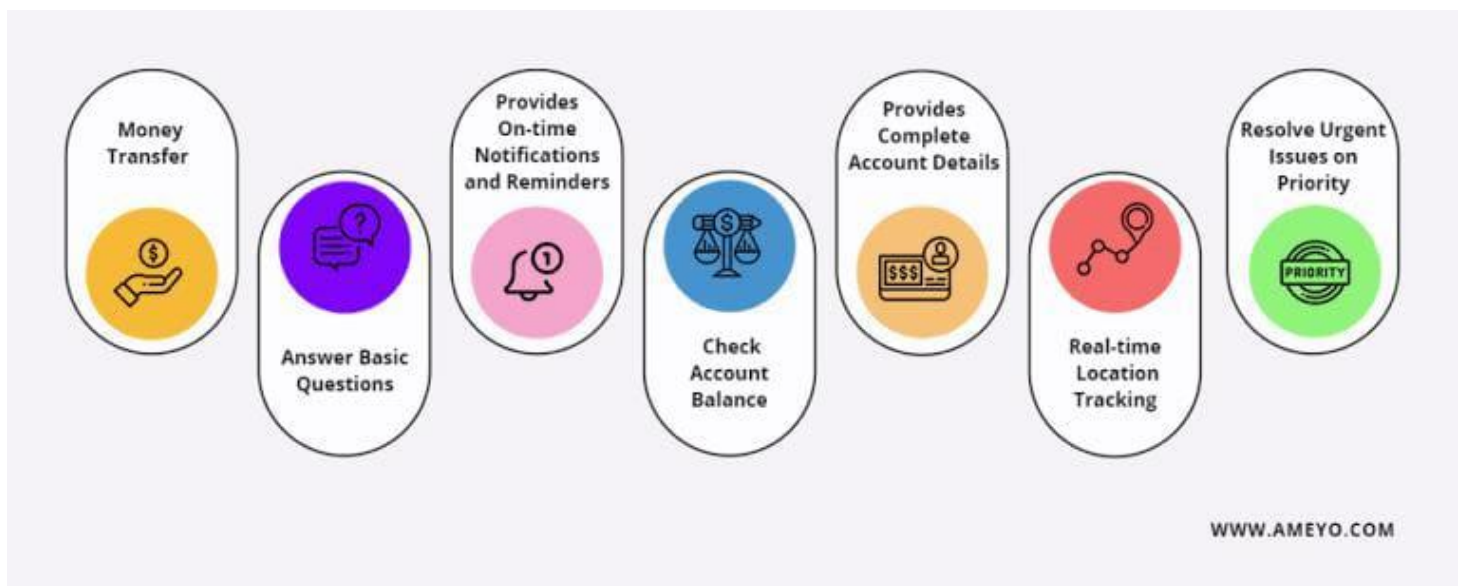 Money
Transfer
$
?
Answer Basic
Questions
Provides
On-time
Notifications
and Reminders
1
$
Check
Account
Balance
Provides
Complete
Account Details
$$$
Real-time
Location
Tracking
Resolve Urgent
Issues on
Priority
PRIORITY
WWW.AMEYO.COM